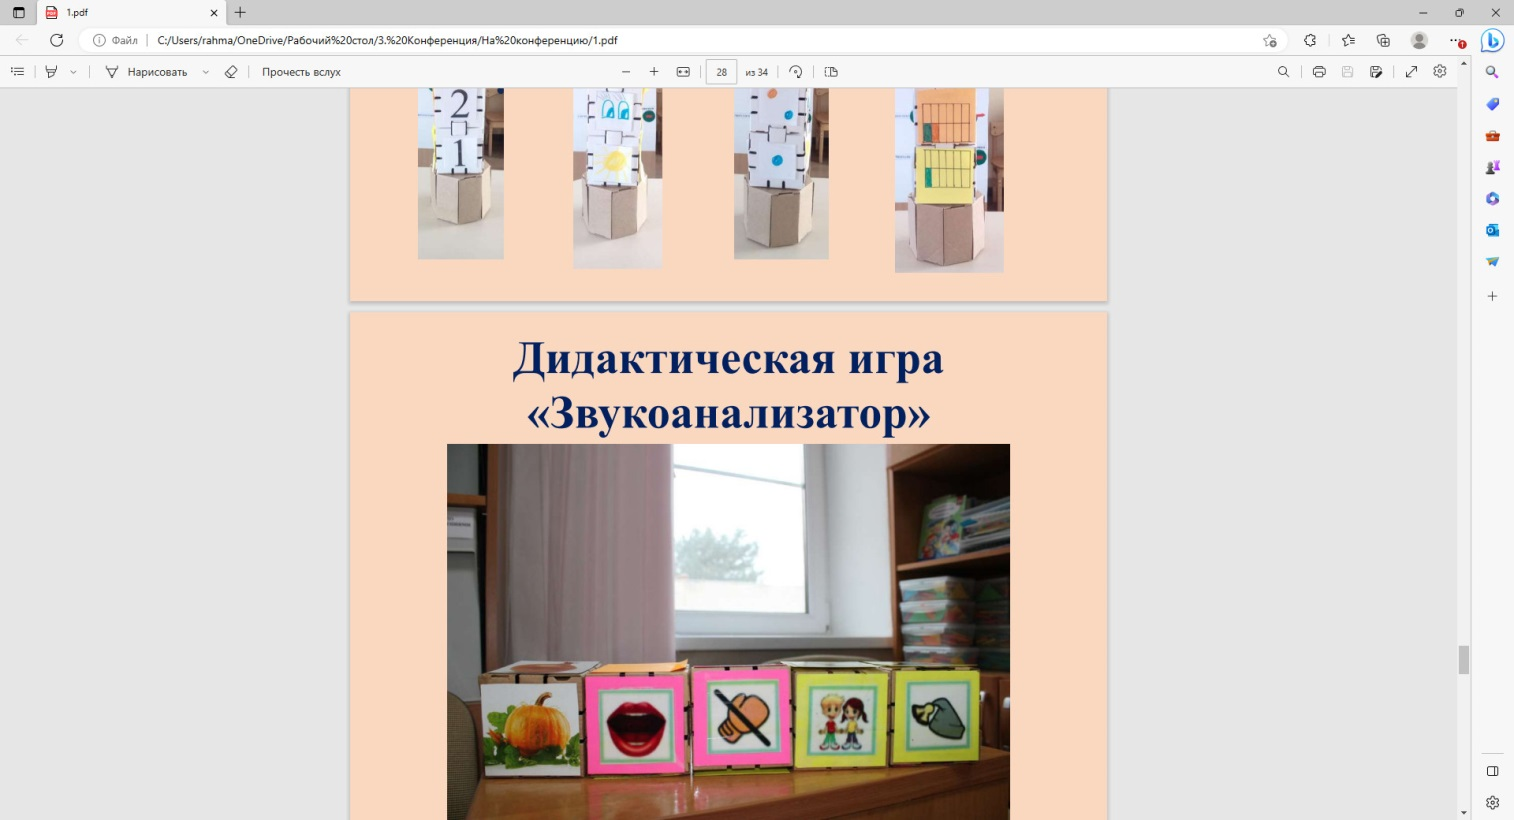 1.pdf
Файл
C:/Users/rahma/OneDrive/Рабочий%20стол/3.%20Конференция/На%20конференцию/1.pdf
Нарисовать
Прочесть вслух
28
из 34
2
1
Дидактическая игра
«Звукоанализатор»